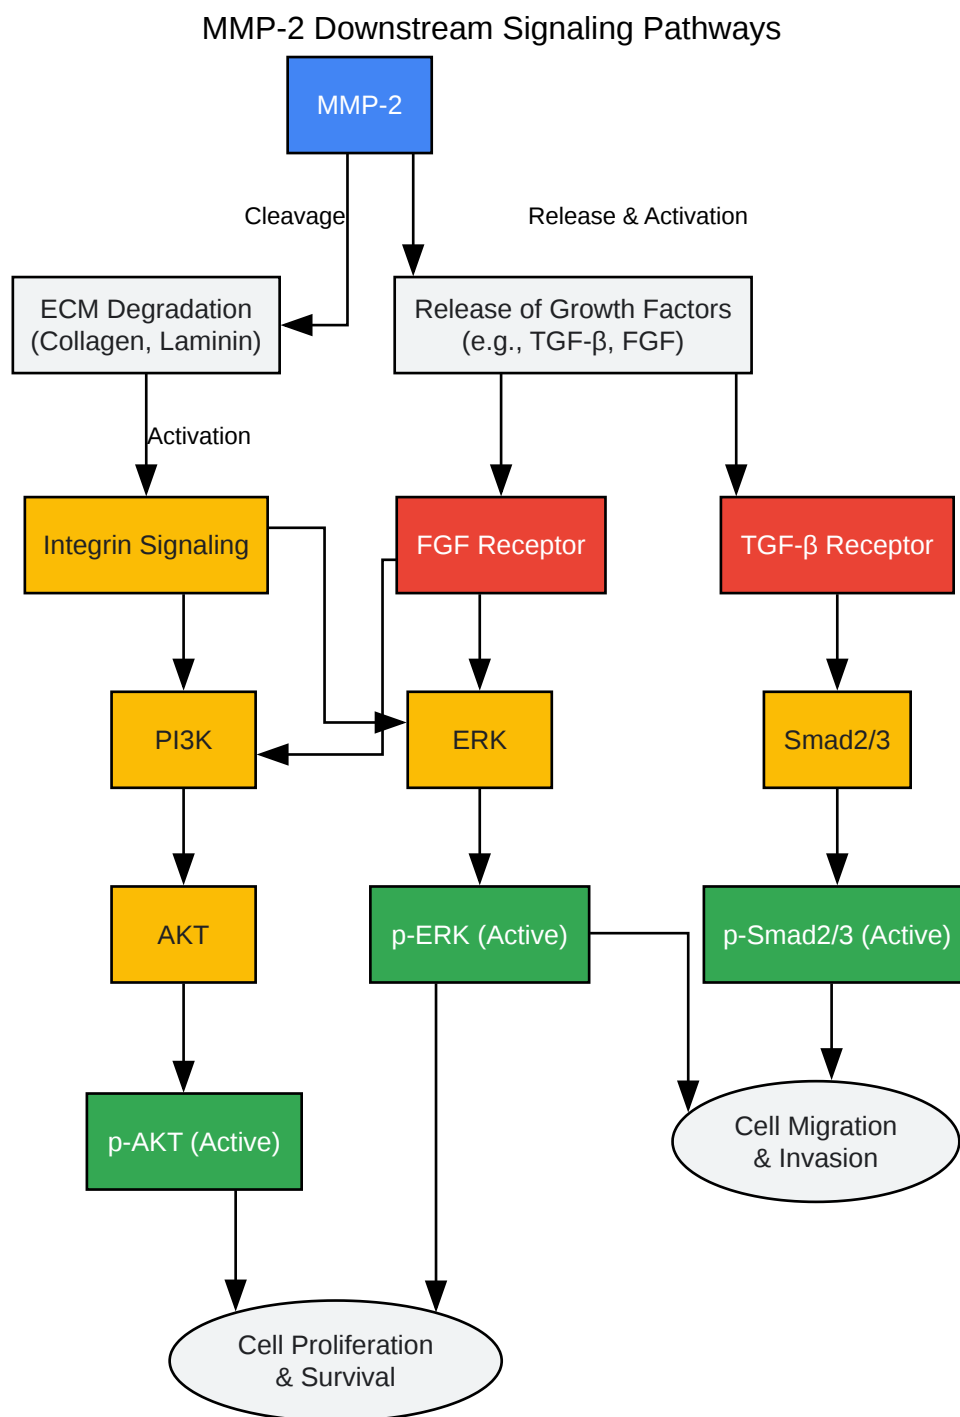 MMP-2 Downstream Signaling Pathways
MMP-2
Cleavage
Release & Activation
ECM Degradation
(Collagen, Laminin)
Release of Growth Factors
(e.g., TGF-β, FGF)
Activation
Integrin Signaling
FGF Receptor
TGF-β Receptor
PI3K
ERK
Smad2/3
AKT
p-ERK (Active)
p-Smad2/3 (Active)
p-AKT (Active)
Cell Migration
& Invasion
Cell Proliferation
& Survival